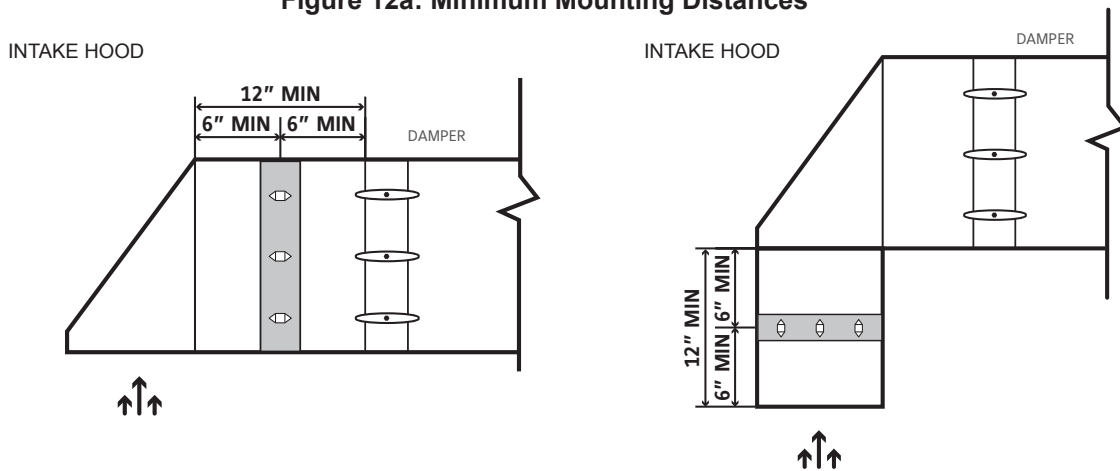 Figure 12a: Minimum Mounting Distances
INTAKE HOOD
12” MIN
6” MIN
6” MIN
DAMPER
INTAKE HOOD
DAMPER
12” MIN
6” MIN
6” MIN